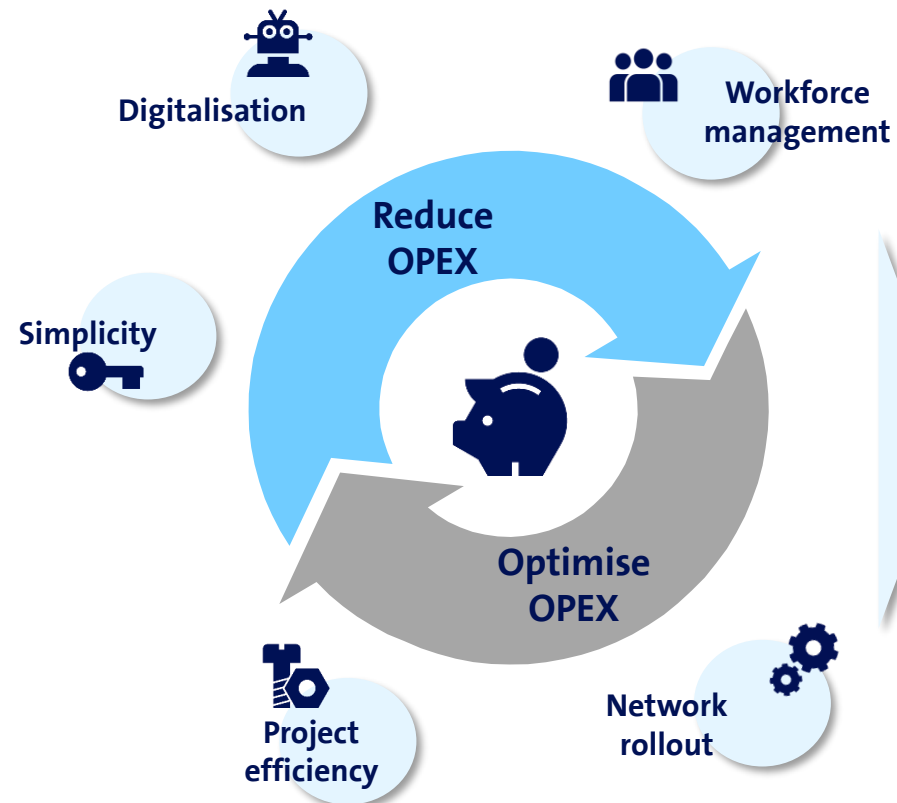 Digitalisation
Workforce
management
Reduce
OPEX
Simplicity
Optimise
OPEX
Network
rollout
Project
efficiency